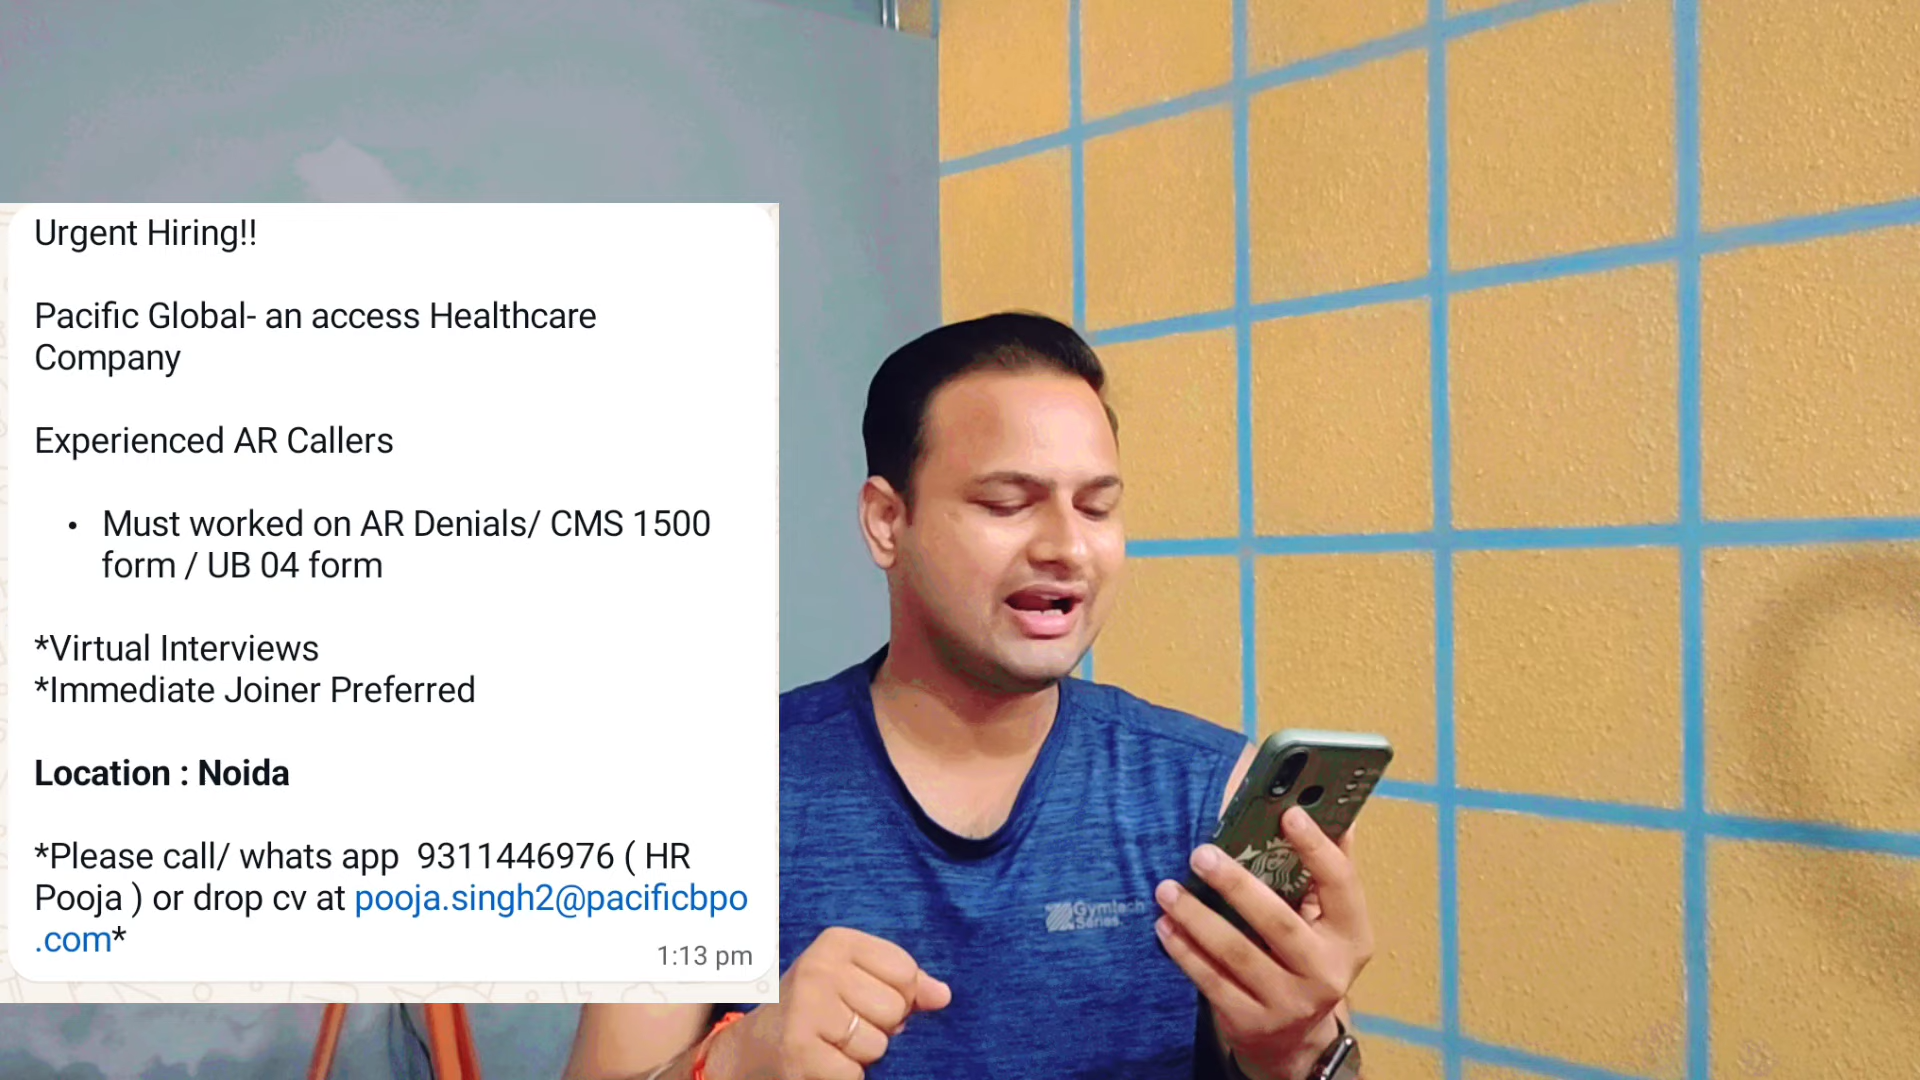 Urgent Hiring!!
Pacific Global- an access Healthcare
Company
Experienced AR Callers
• Must worked on AR Denials/ CMS 1500
form / UB 04 form
*Virtual Interviews
*Immediate Joiner Preferred
Location : Noida
*Please call/ whats app  9311446976 ( HR
Pooja ) or drop cv at pooja.singh2@pacificbpo
.com*
1:13 pm
Gymtech
Series